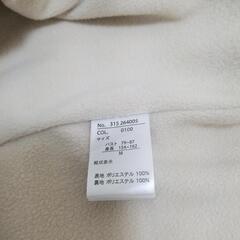 No. 315 264005
COL. 0100
サイズ
バスト 79~87
身長 154~162
M
組成表示
表地 ポリエステル 100%
裏地 ポリエステル 100%